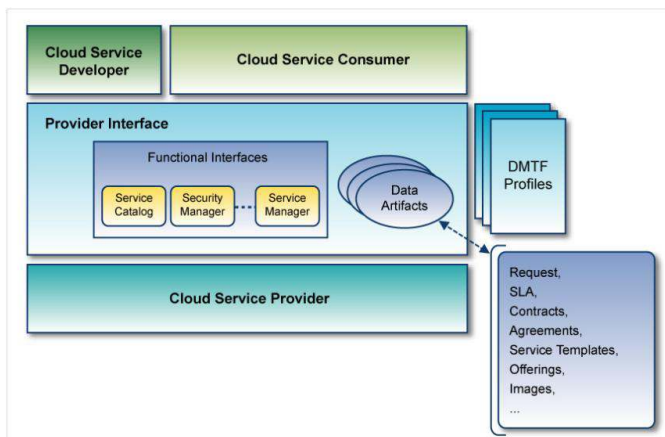 Cloud Service
Developer
Cloud Service Consumer
Provider Interface
Functional Interfaces
Service
Catalog
Security
Manager
Service
Manager
Data
Artifacts
DMTF
Profiles
Cloud Service Provider
Request,
SLA,
Contracts,
Agreements,
Service Templates,
Offerings,
Images,
...